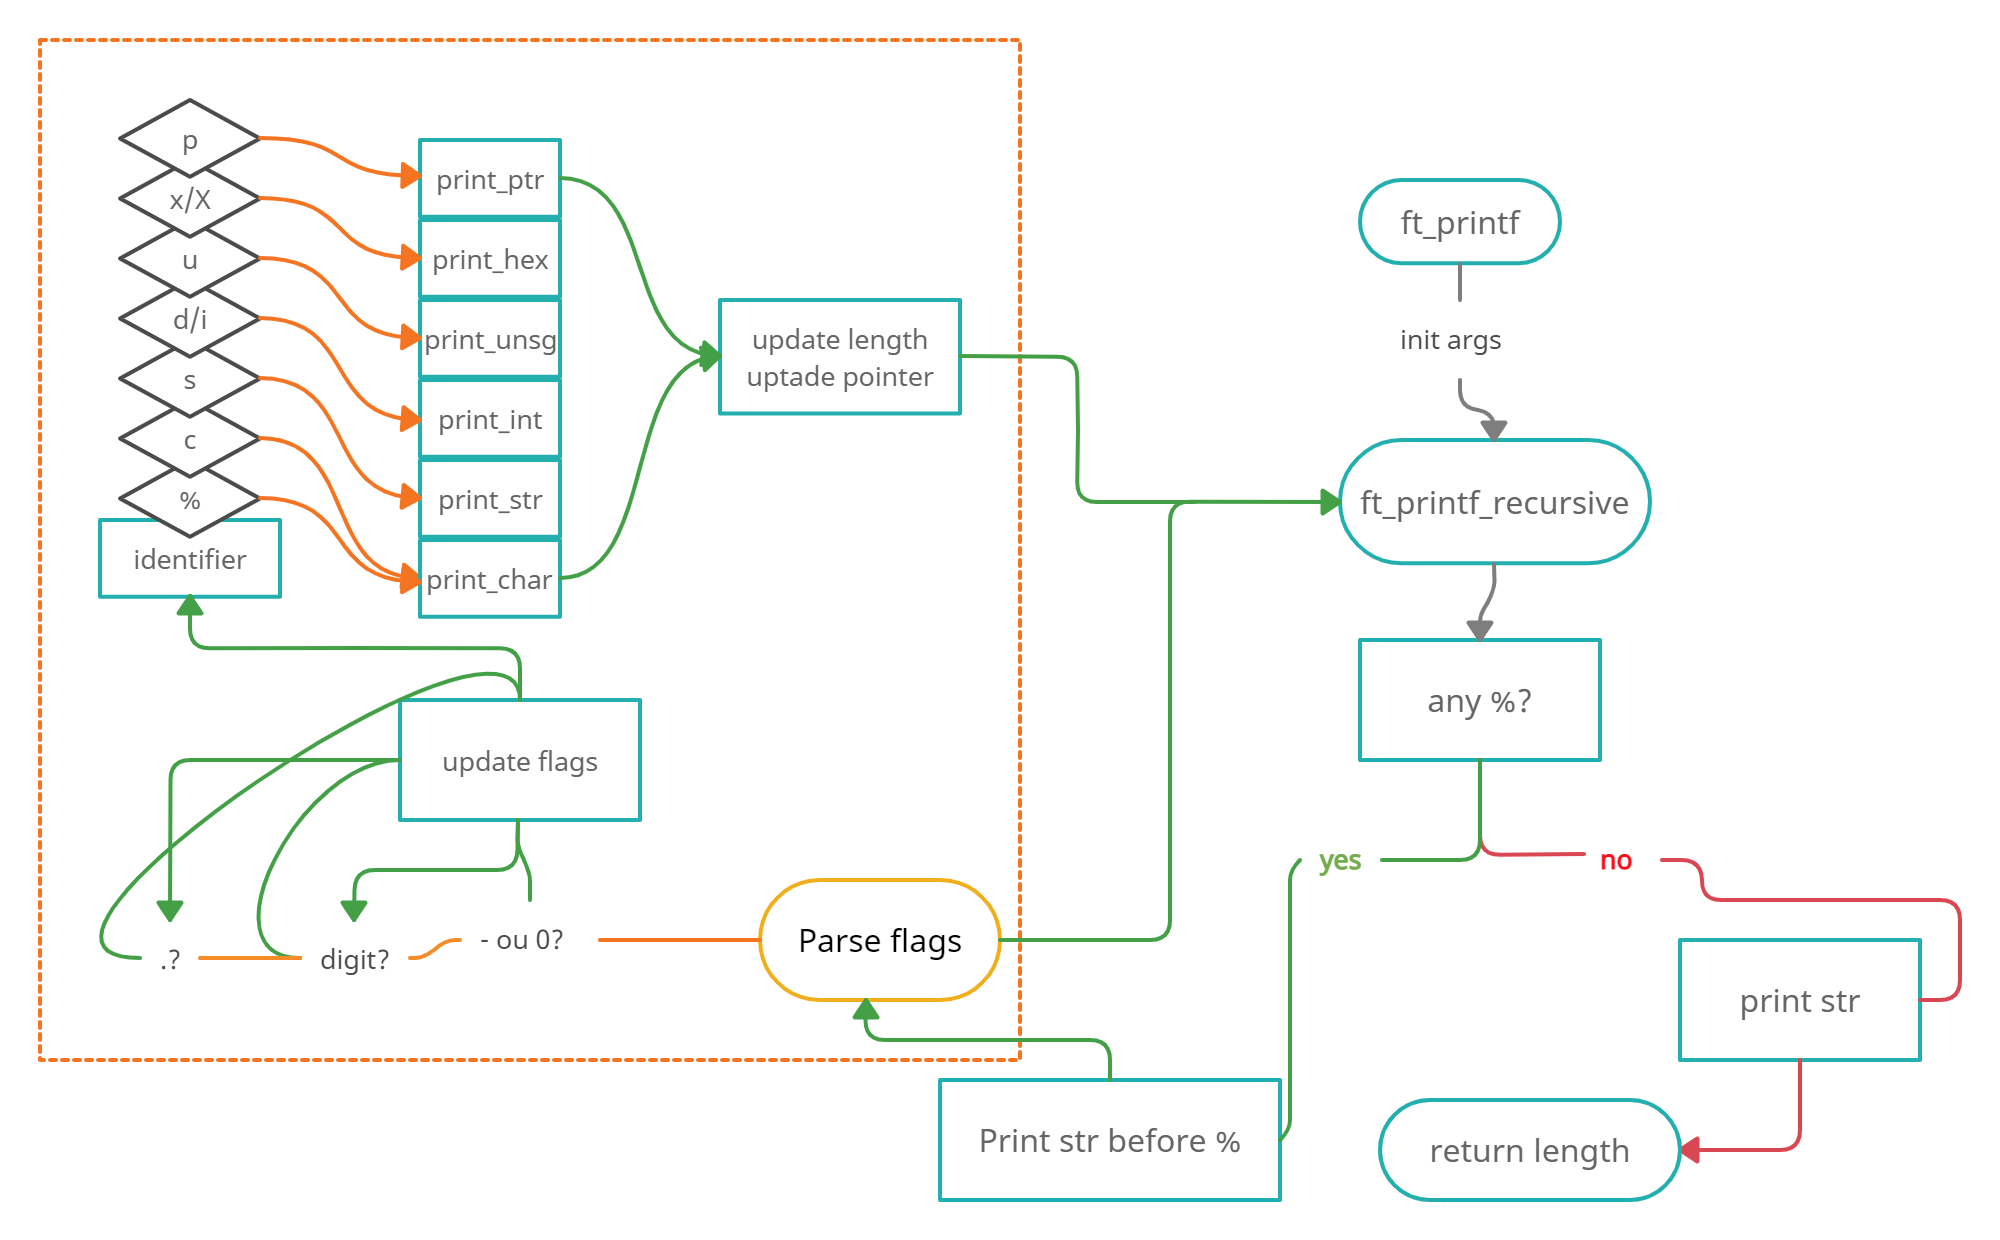 p
x/X
u
d/i
s
c
%
identifier
print_ptr
print_hex
print_unsg
print_int
print_str
print_char
update length
uptade pointer
update flags
.?
digit?
- ou 0?
Parse flags
ft_printf
init args
ft_printf_recursive
any %?
yes
no
print str
Print str before %
return length